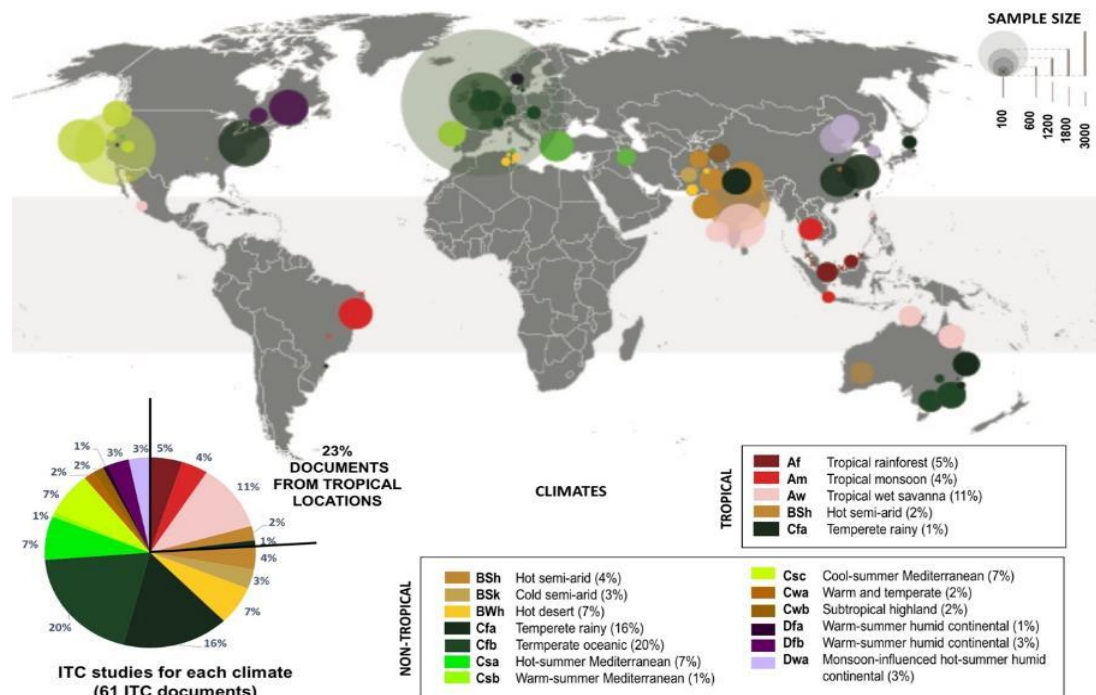 SAMPLE SIZE
100
600
1200
1800
3000
1%
3%
3%
5%
4%
2%
2%
11%
7%
1%
2%
1%
7%
4%
3%
7%
20%
16%
23%
DOCUMENTS
FROM TROPICAL
LOCATIONS
ITC studies for each climate
(61 ITC documents)
CLIMATES
TROPICAL
Af Tropical rainforest (5%)
Am Tropical monsoon (4%)
Aw Tropical wet savanna (11%)
BSh Hot semi-arid (2%)
Cfa Temperete rainy (1%)
NON-TROPICAL
BSh Hot semi-arid (4%)
BSk Cold semi-arid (3%)
BWh Hot desert (7%)
Cfa Temperete rainy (16%)
Cfb Termperate oceanic (20%)
Csa Hot-summer Mediterranean (7%)
Csb Warm-summer Mediterranean (1%)
Csc Cool-summer Mediterranean (7%)
Cwa Warm and temperate (2%)
Cwb Subtropical highland (2%)
Dfa Warm-summer humid continental (1%)
Dfb Warm-summer humid continental (3%)
Dwa Monsoon-influenced hot-summer humid
continental (3%)